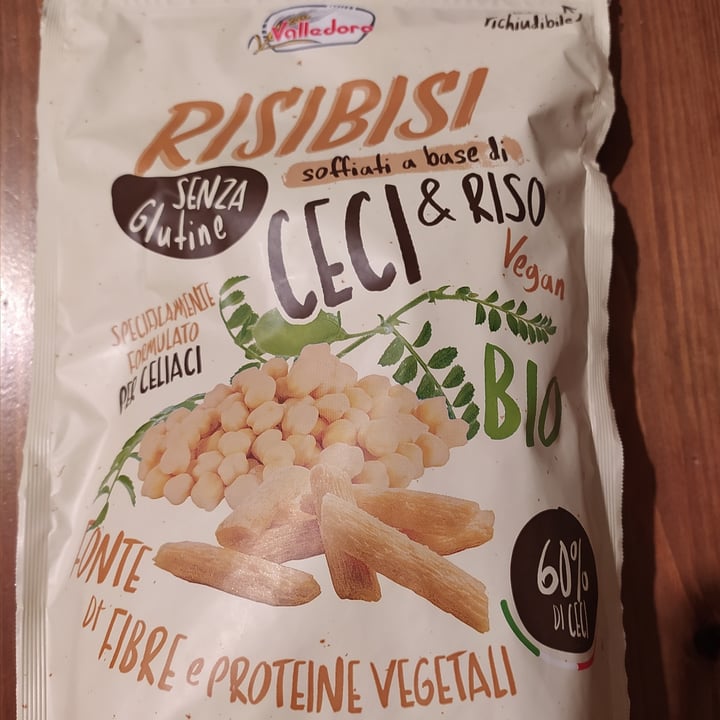 Valledoro
richiudibile
RISIBISI
soffiati a base di
CECI & RISO
SENZA
Glutine
Vegan
SPECIFICAMENTE
FORMULATO
PER CELIACI
BIO
60%
DI CECI
FONTE
DI FIBRE e PROTEINE VEGETALI